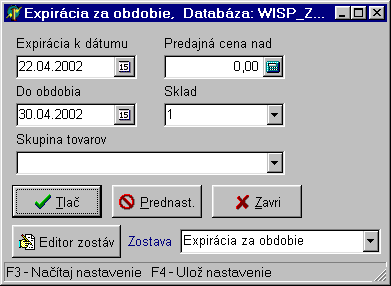 Expirácia za obdobie, Databáza: WISP_Z...
Expirácia k dátumu Predajná cena nad
22.04.2002 15 0,00
Do obdobia Sklad
30.04.2002 15 1
Skupina tovarov
Tlač Prednast. Zavri
Editor zostáv Zostava Expirácia za obdobie
F3 - Načítaj nastavenie F4 - Ulož nastavenie